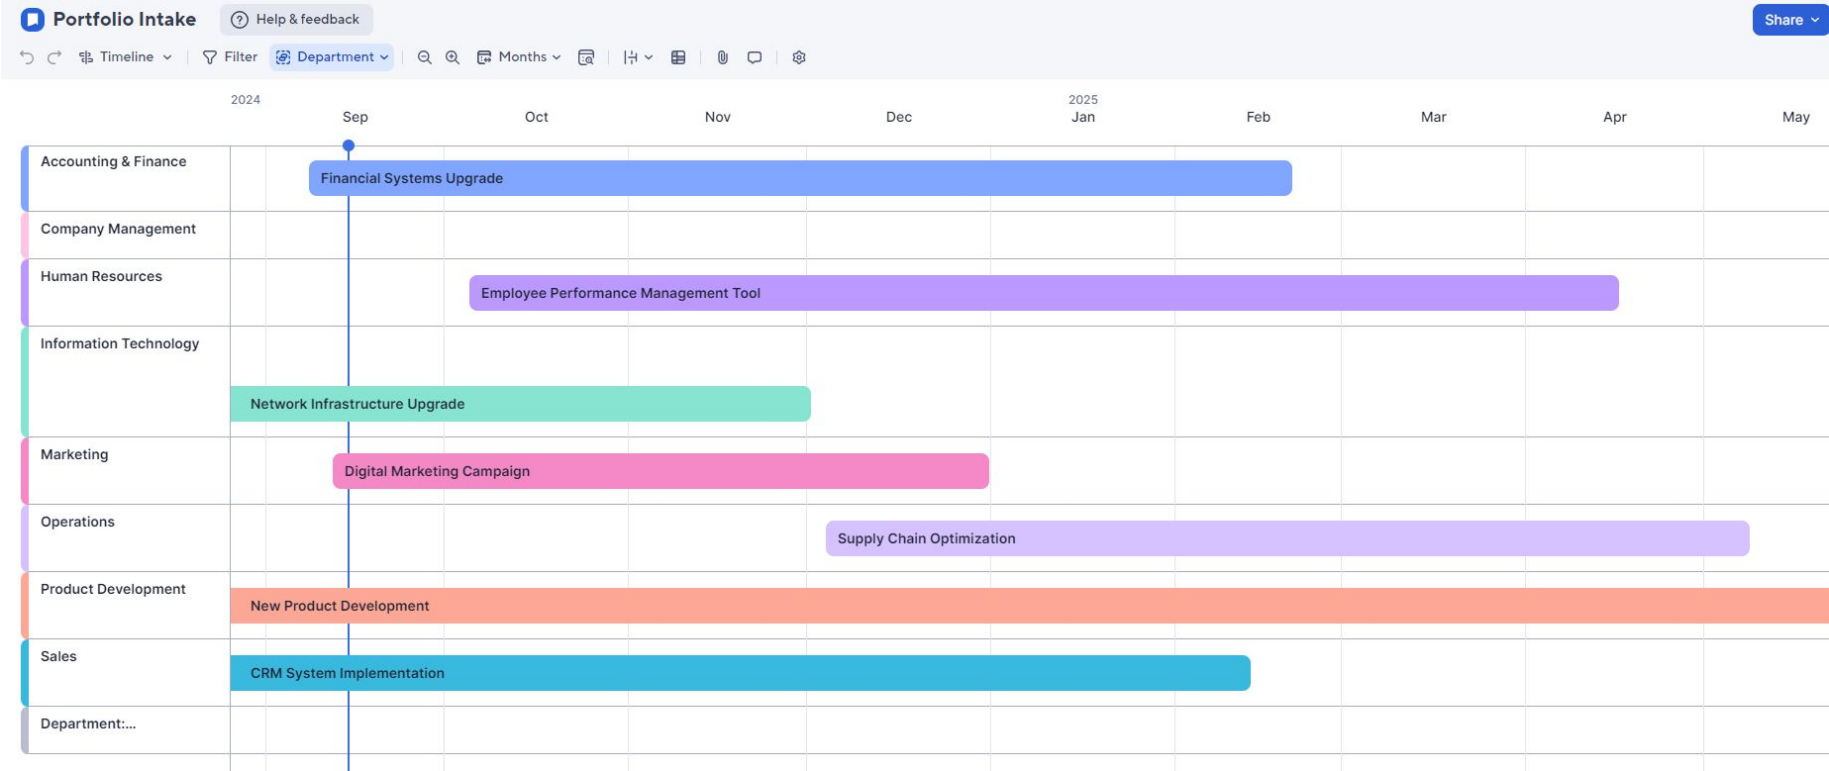 Portfolio Intake
Help & feedback
Share
Timeline
Filter
Department
Months
2024
2025
Sep
Oct
Nov
Dec
Jan
Feb
Mar
Apr
May
Accounting & Finance
Financial Systems Upgrade
Company Management
Human Resources
Employee Performance Management Tool
Information Technology
Network Infrastructure Upgrade
Marketing
Digital Marketing Campaign
Operations
Supply Chain Optimization
Product Development
New Product Development
Sales
CRM System Implementation
Department:...